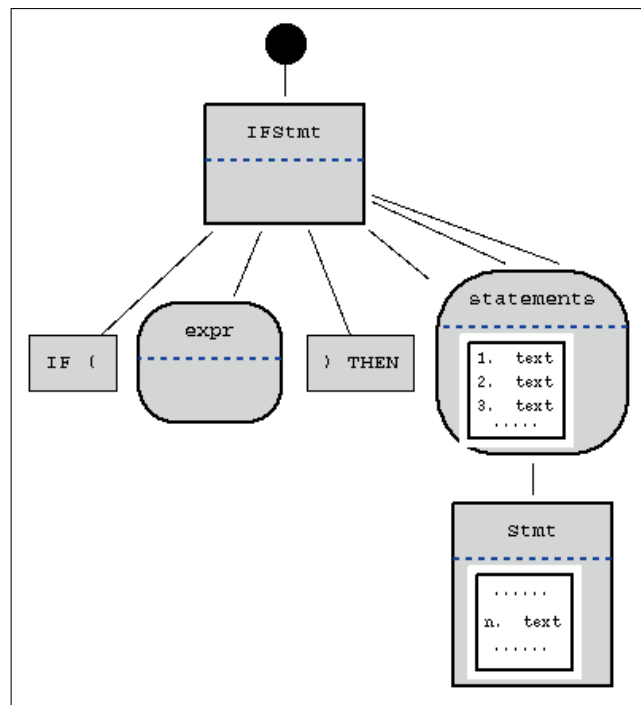 IFStmt
IF (
expr
) THEN
statements
1. text
2. text
3. text
.....
Stmt
......
n. text
......